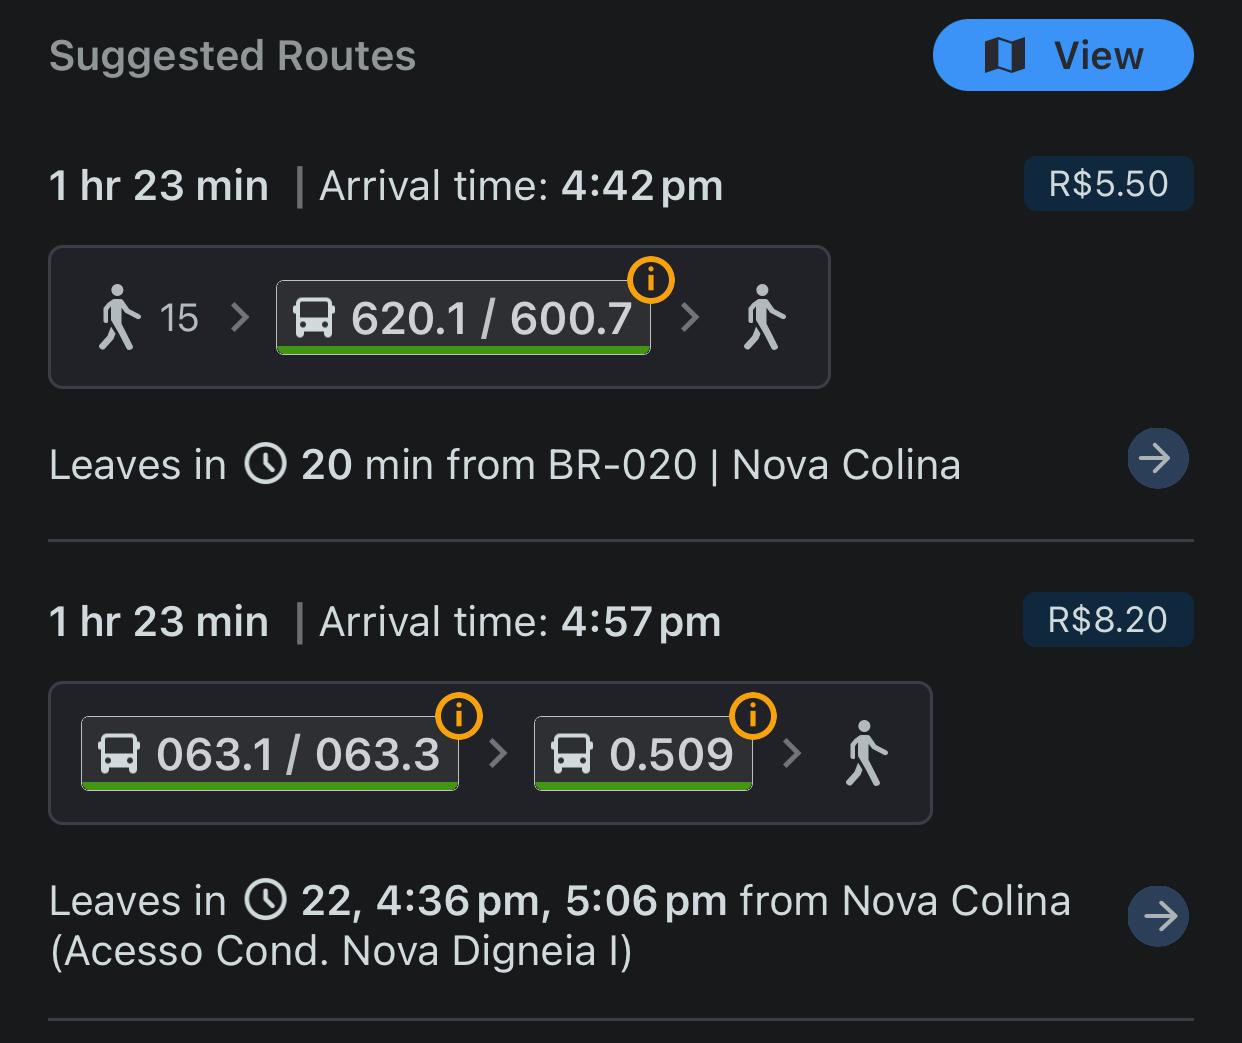 Suggested Routes
View
1 hr 23 min | Arrival time: 4:42 pm
R$5.50
15 > 620.1 / 600.7 >
Leaves in 20 min from BR-020 | Nova Colina
1 hr 23 min | Arrival time: 4:57 pm
R$8.20
063.1 / 063.3 > 0.509 >
Leaves in 22, 4:36 pm, 5:06 pm from Nova Colina
(Acesso Cond. Nova Digneia I)